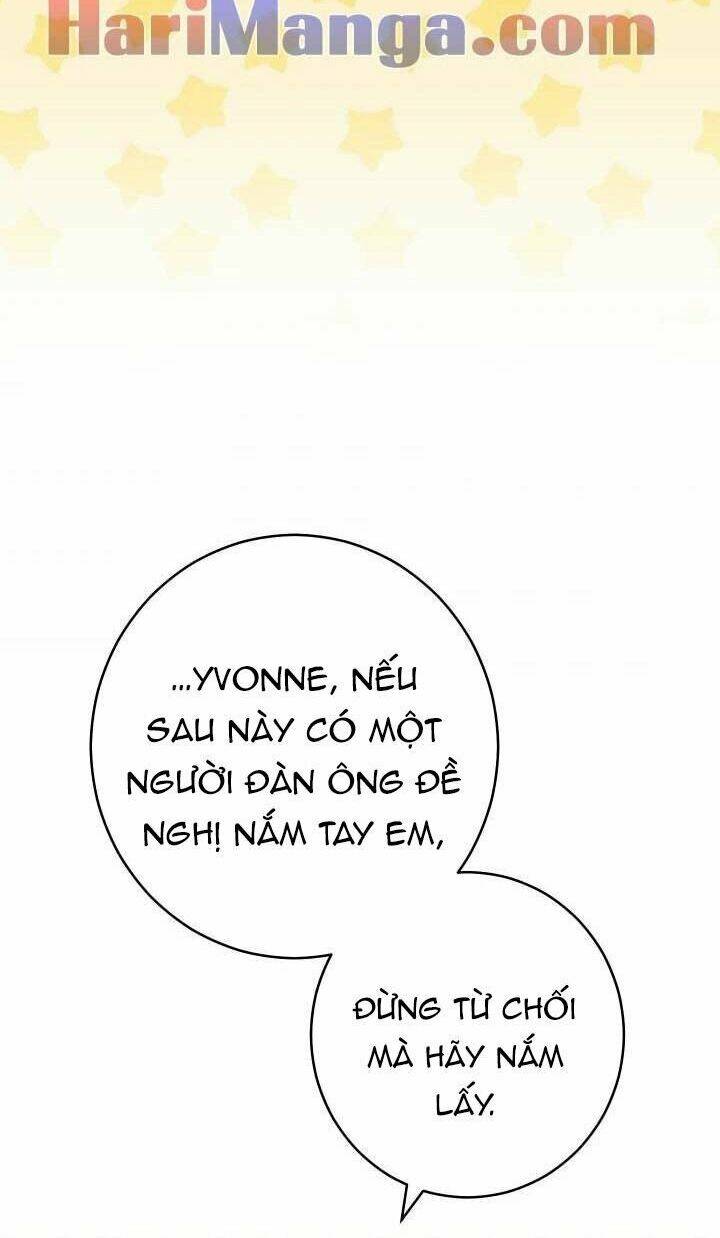 HariManga.com
...YVONNE, NẾU
SAU NÀY CÓ MỘT
NGƯỜI ĐÀN ÔNG ĐỀ
NGHỊ NẮM TAY EM,
ĐỪNG TỪ CHỐI
MÀ HÃY NẮM
LẤY.